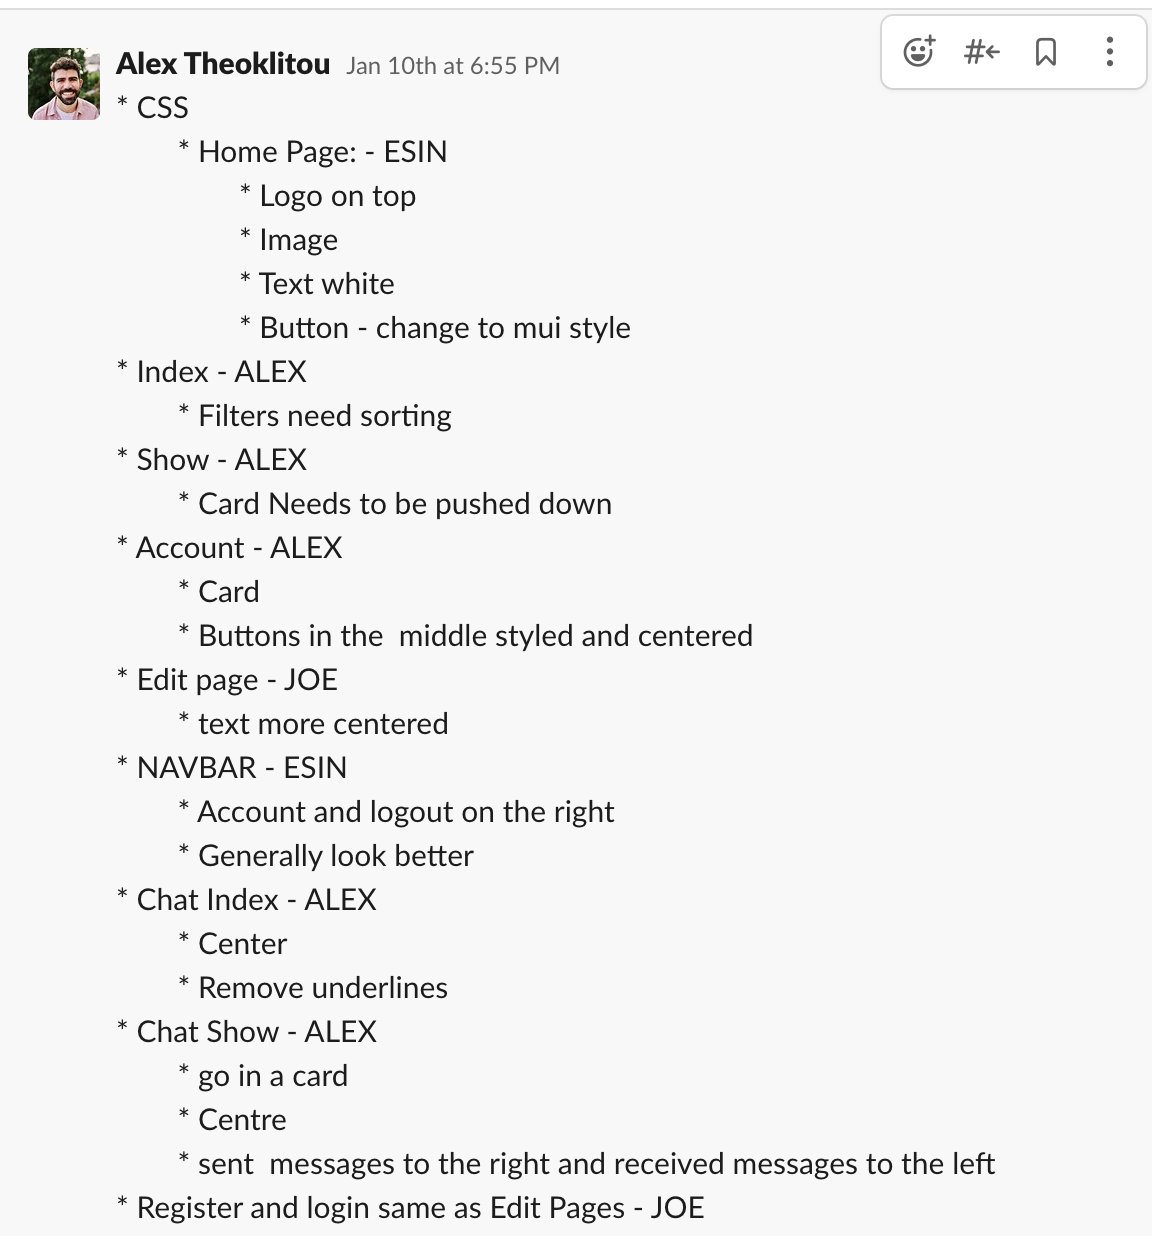 Alex Theoklitou Jan 10th at 6:55 PM
* CSS
* Home Page: - ESIN
* Logo on top
* Image
* Text white
* Button - change to mui style
* Index - ALEX
* Filters need sorting
* Show - ALEX
* Card Needs to be pushed down
* Account - ALEX
* Card
* Buttons in the  middle styled and centered
* Edit page - JOE
* text more centered
* NAVBAR - ESIN
* Account and logout on the right
* Generally look better
* Chat Index - ALEX
* Center
* Remove underlines
* Chat Show - ALEX
* go in a card
* Centre
* sent  messages to the right and received messages to the left
* Register and login same as Edit Pages - JOE